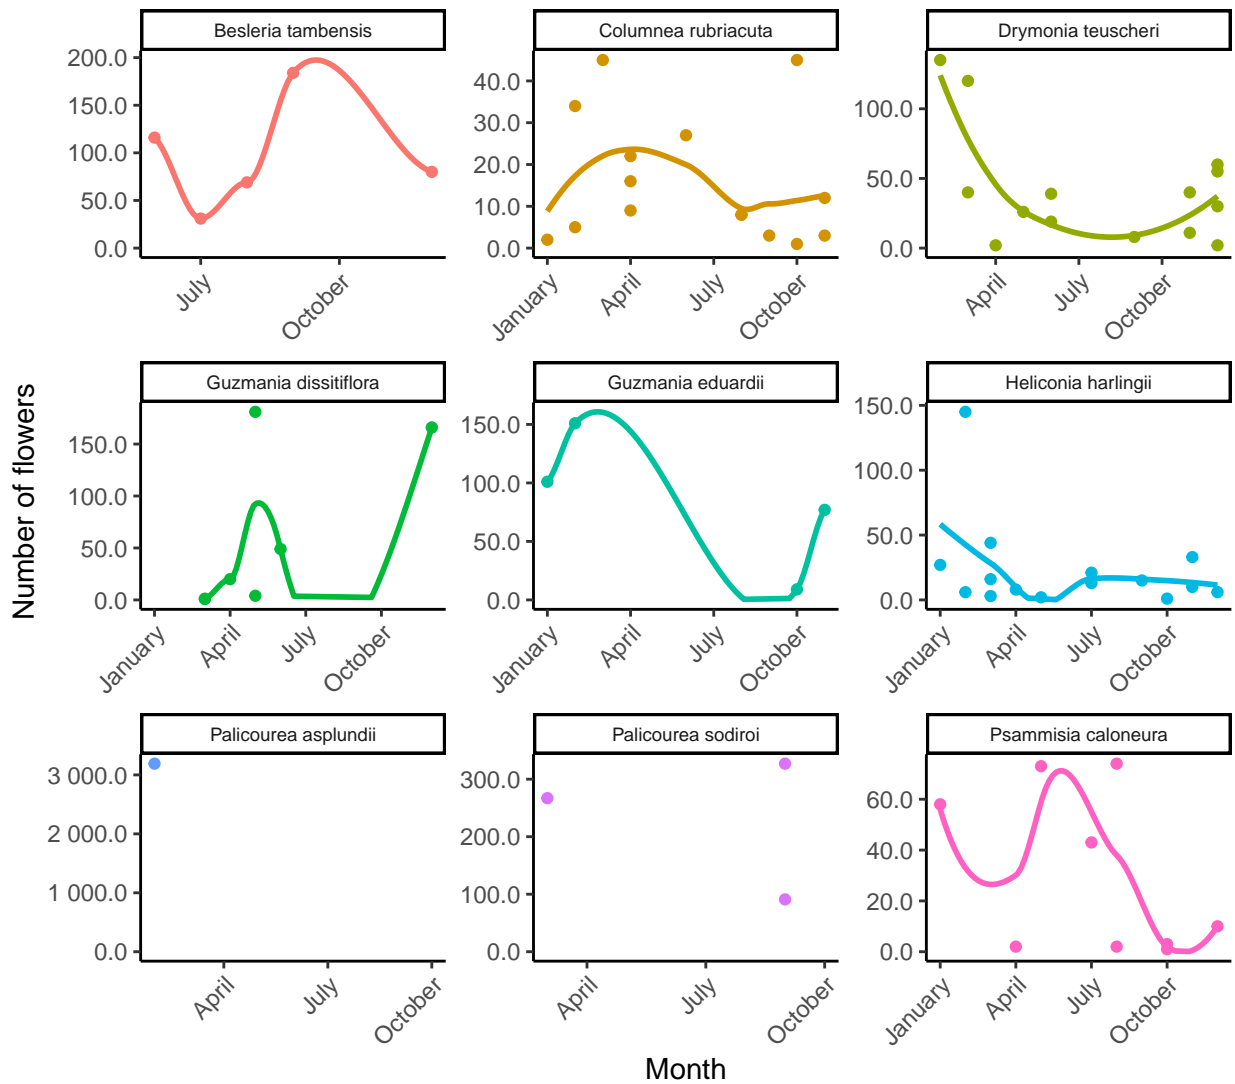 Besleria tambensis
Columnea rubriacuta
Drymonia teuscheri
200.0
150.0
100.0
50.0
0.0
July
October
40.0
30.0
20.0
10.0
0.0
January
April
July
October
100.0
50.0
0.0
April
July
October
Number of flowers
Guzmania dissitiflora
Guzmania eduardii
Heliconia harlingii
150.0
100.0
50.0
0.0
January
April
July
October
150.0
100.0
50.0
0.0
January
April
July
October
150.0
100.0
50.0
0.0
January
April
July
October
Palicourea asplundii
Palicourea sodiroi
Psammisia caloneura
3 000.0
2 000.0
1 000.0
0.0
April
July
October
300.0
200.0
100.0
0.0
April
July
October
60.0
40.0
20.0
0.0
January
April
July
October
Month